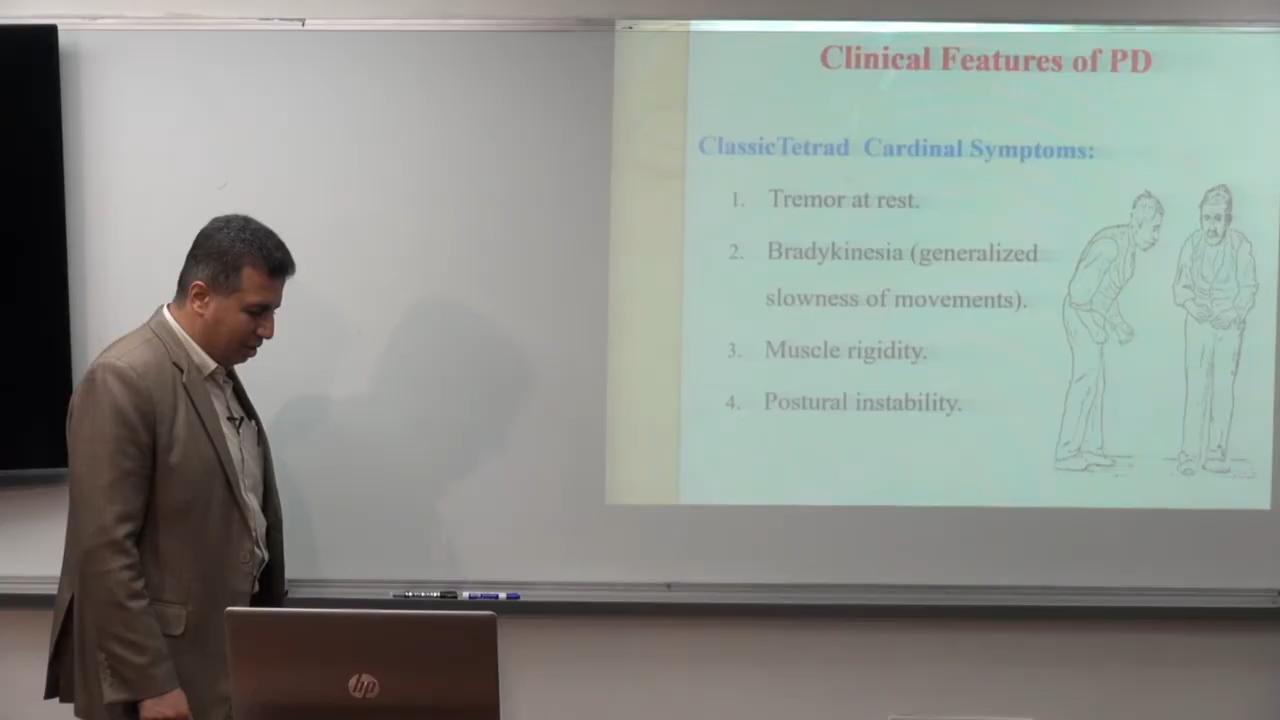 Clinical Features of PD
ClassicTetrad Cardinal Symptoms:
1. Tremor at rest.
2. Bradykinesia (generalized
slowness of movements).
3. Muscle rigidity.
4. Postural instability.
hp